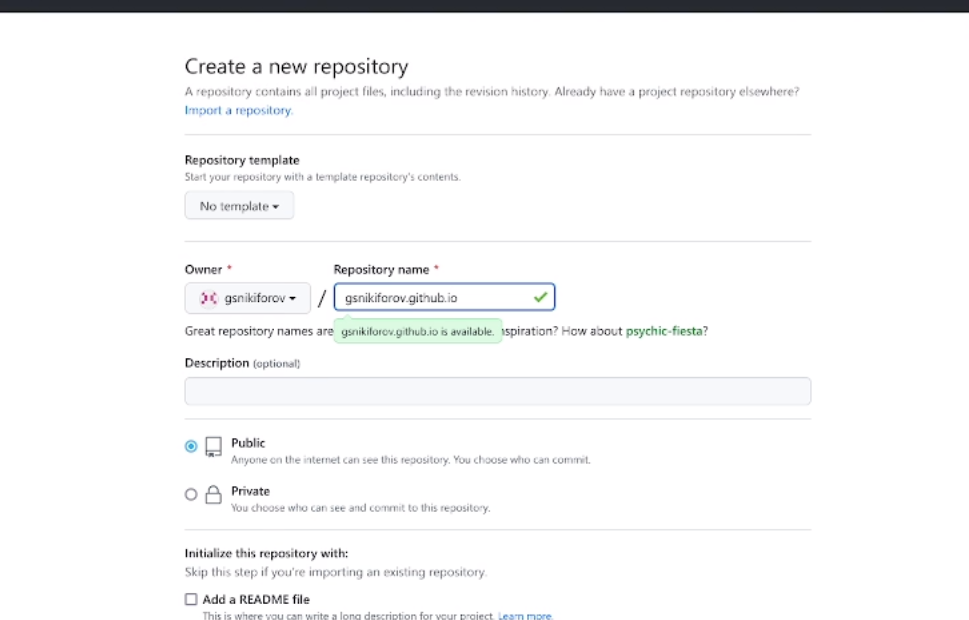 Create a new repository
A repository contains all project files, including the revision history. Already have a project repository elsewhere?
Import a repository.
Repository template
Start your repository with a template repository's contents.
No template
Owner * Repository name *
gsnikiforov / gsnikiforov.github.io
Great repository names are gsnikiforov.github.io is available. nspiration? How about psychic-fiesta?
Description (optional)
Public
Anyone on the internet can see this repository. You choose who can commit.
Private
You choose who can see and commit to this repository.
Initialize this repository with:
Skip this step if you're importing an existing repository.
Add a README file
This is where you can write a long description for your project. Learn more.